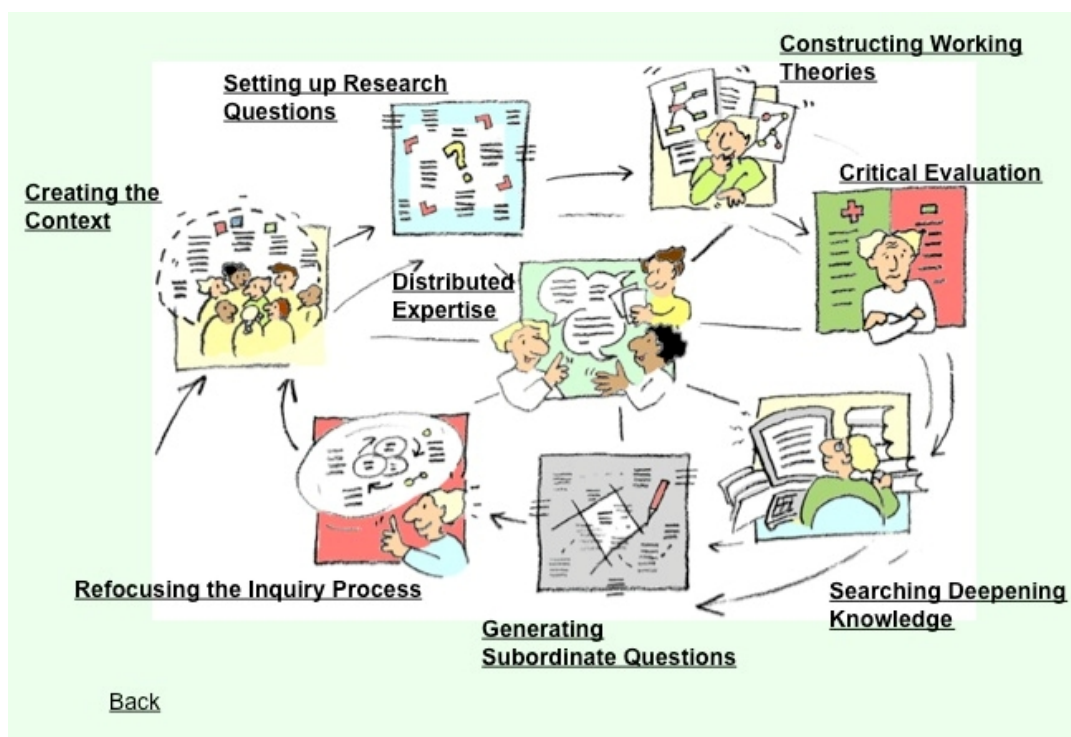 Constructing Working
Theories
Setting up Research
Questions
Critical Evaluation
Creating the
Context
Distributed
Expertise
Refocusing the Inquiry Process
Searching Deepening
Knowledge
Generating
Subordinate Questions
Back